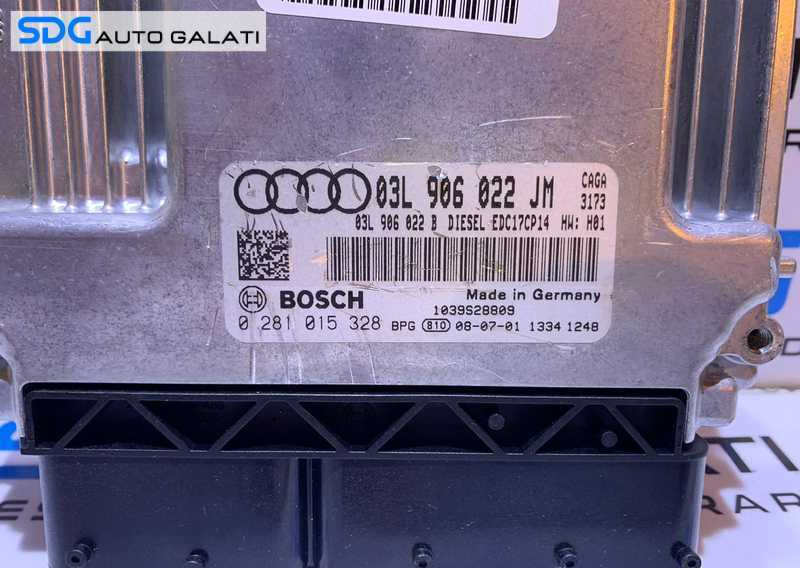 SDG AUTO GALATI
03L 906 022 JM
CAGA
3173
03L 906 022 B DIESEL EDC17CP14 HW: H01
BOSCH
Made in Germany
1039S28809
0 281 015 328 BPG 810 08-07-01 1334 1248